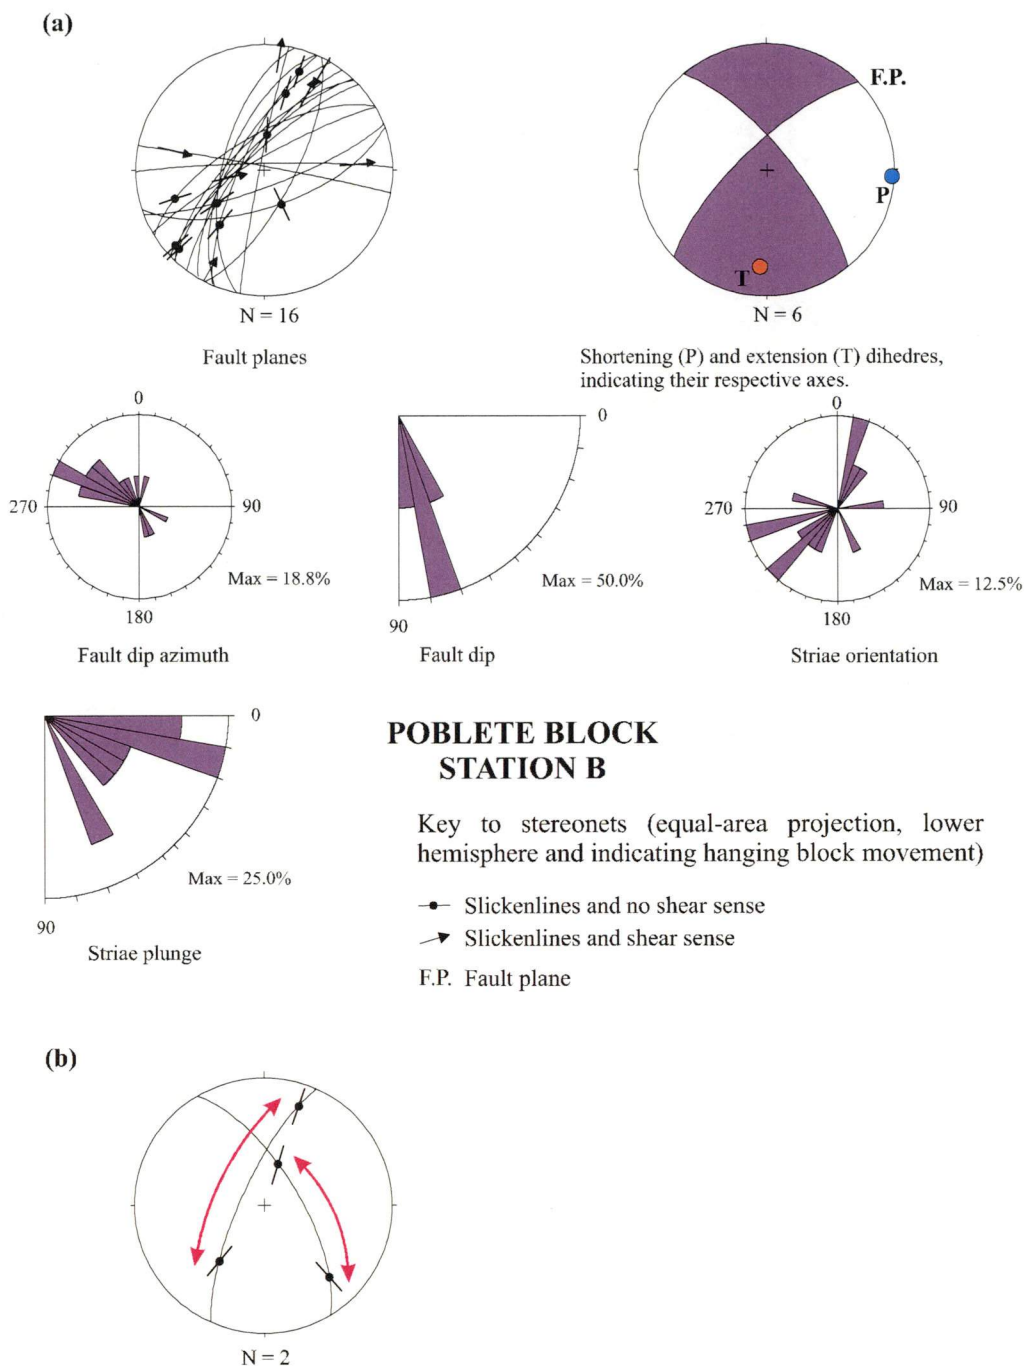 (a)
F.P.
P
T
N = 16
N = 6
Fault planes
Shortening (P) and extension (T) dihedres,
indicating their respective axes.
0
270
90
180
Max = 18.8%
Fault dip azimuth
0
90
Max = 50.0%
Fault dip
0
270
90
180
Max = 12.5%
Striae orientation
0
90
Max = 25.0%
Striae plunge
POBLETE BLOCK
STATION B
Key to stereonets (equal-area projection, lower
hemisphere and indicating hanging block movement)
Slickenlines and no shear sense
Slickenlines and shear sense
F.P. Fault plane
(b)
N = 2